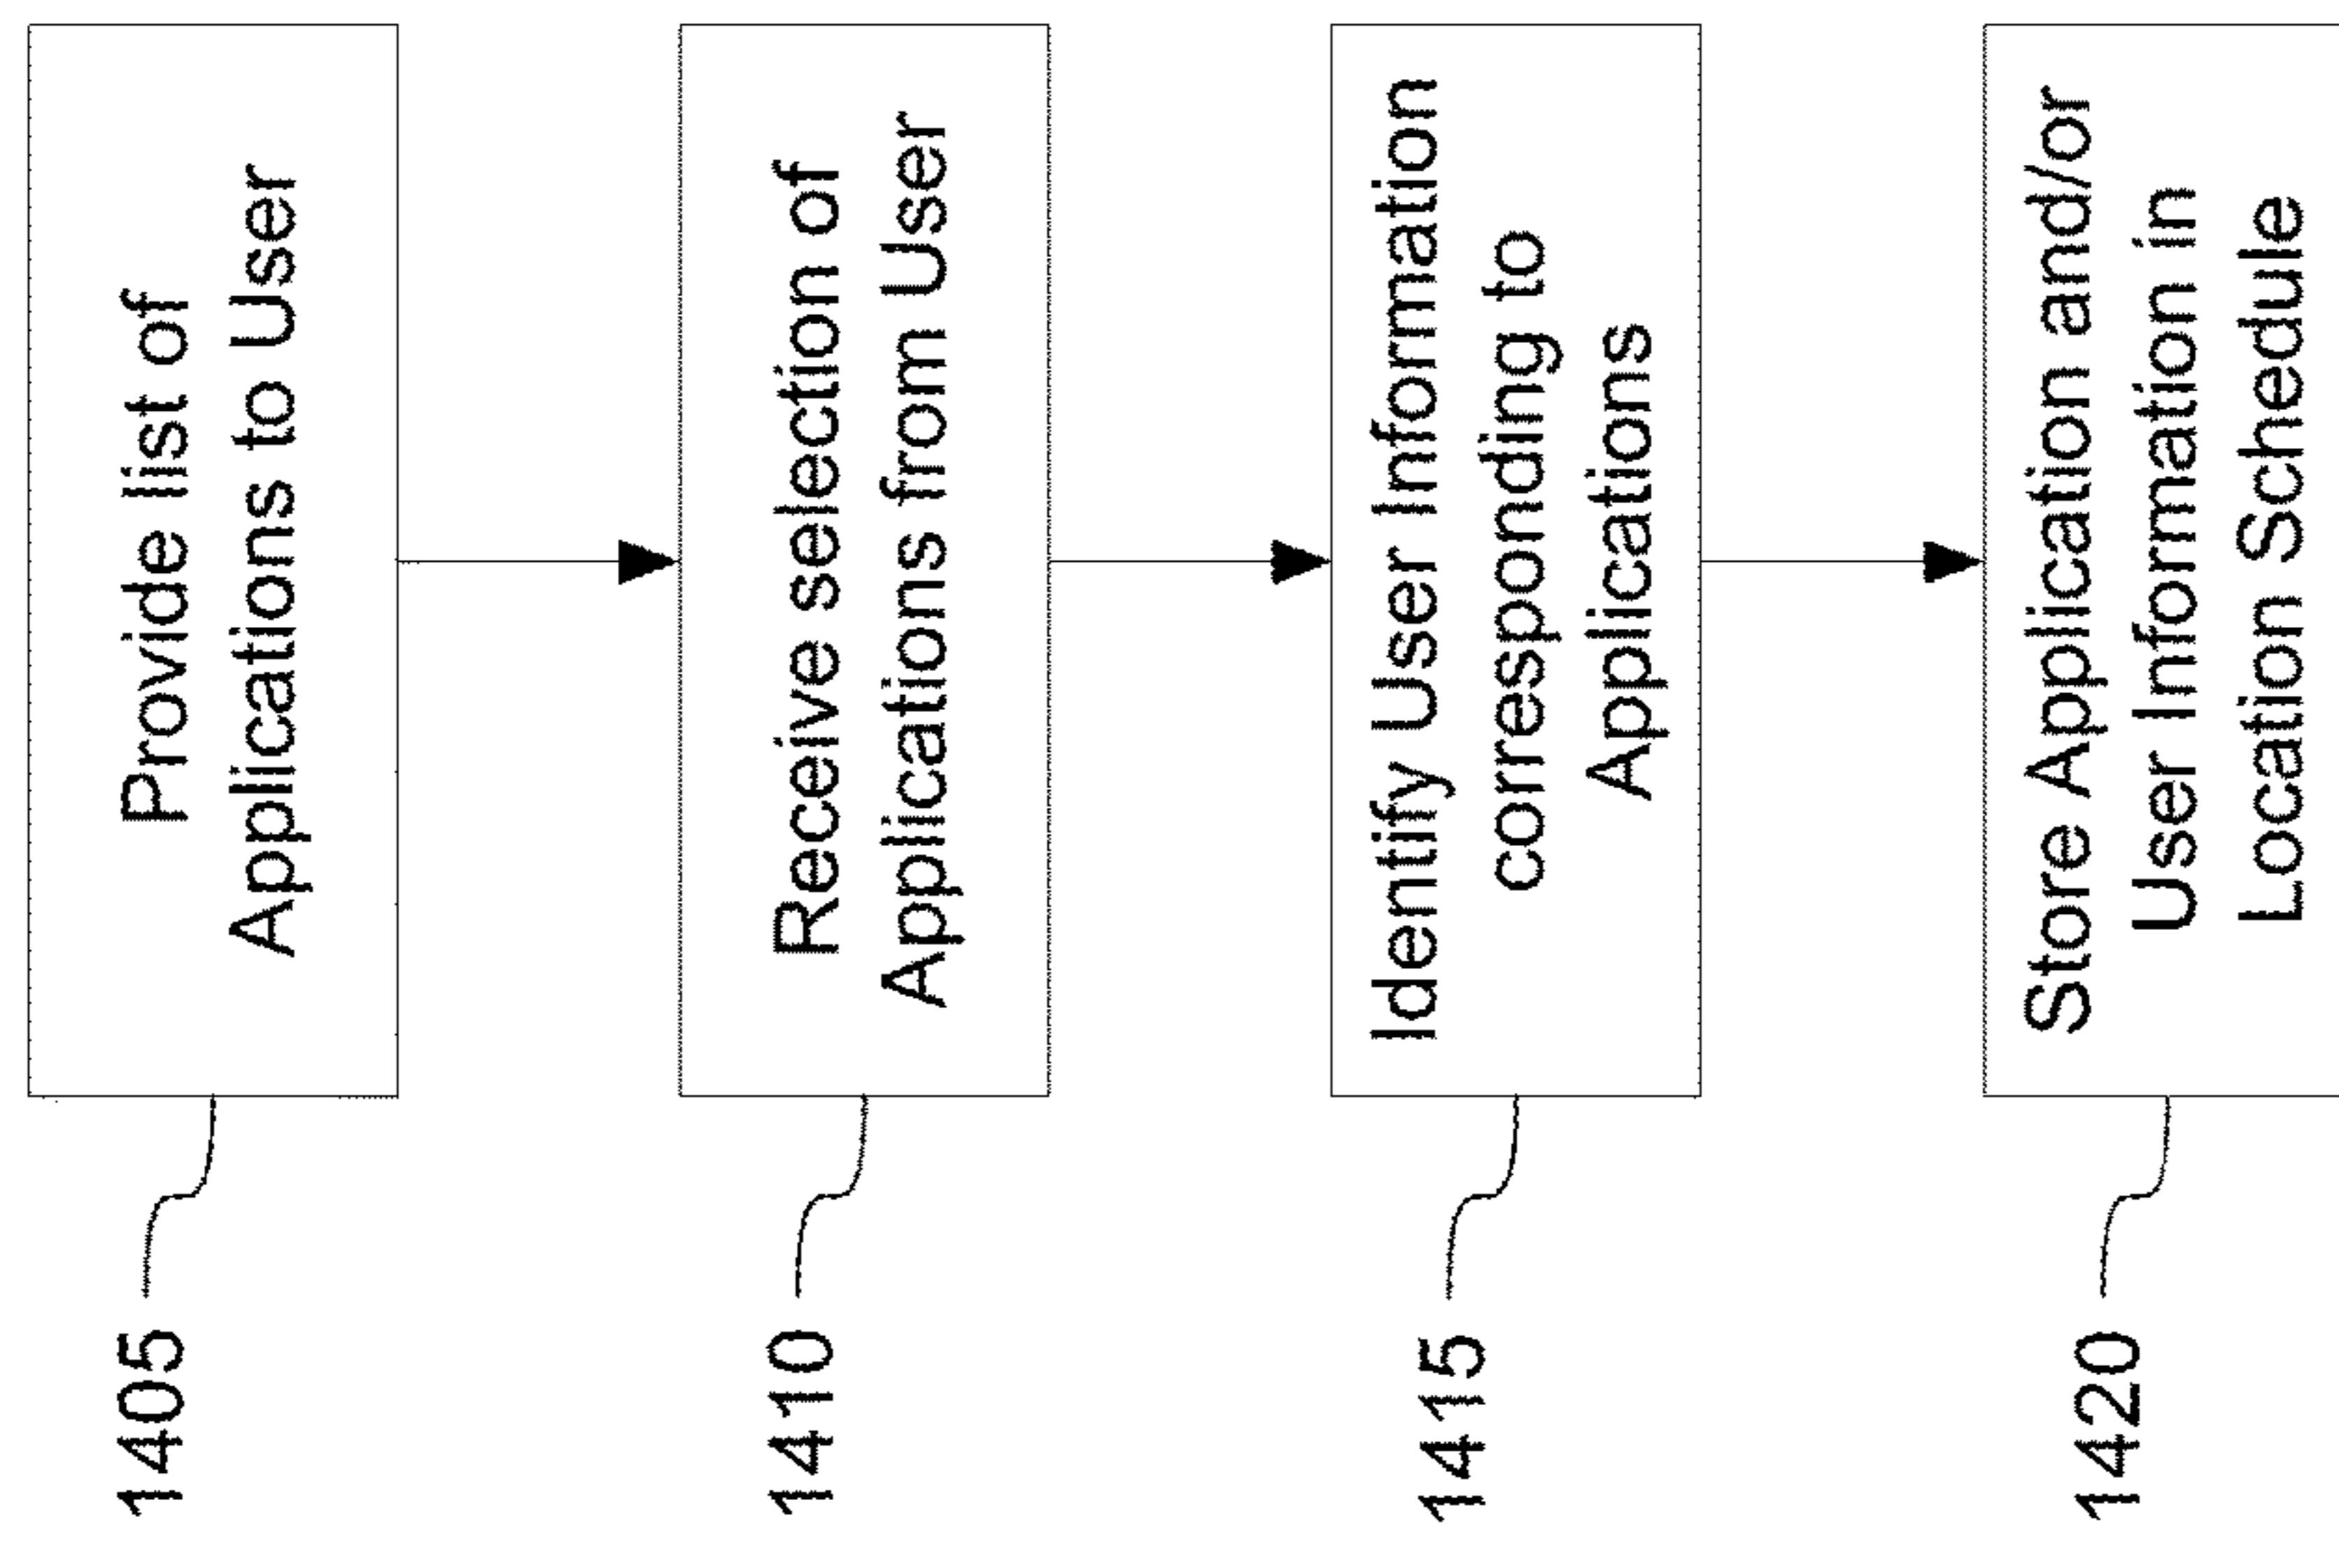 1405
Provide list of
Applications to User
1410
Receive selection of
Applications from User
1415
Identify User Information
corresponding to
Applications
1420
Store Application and/or
User Information in
Location Schedule